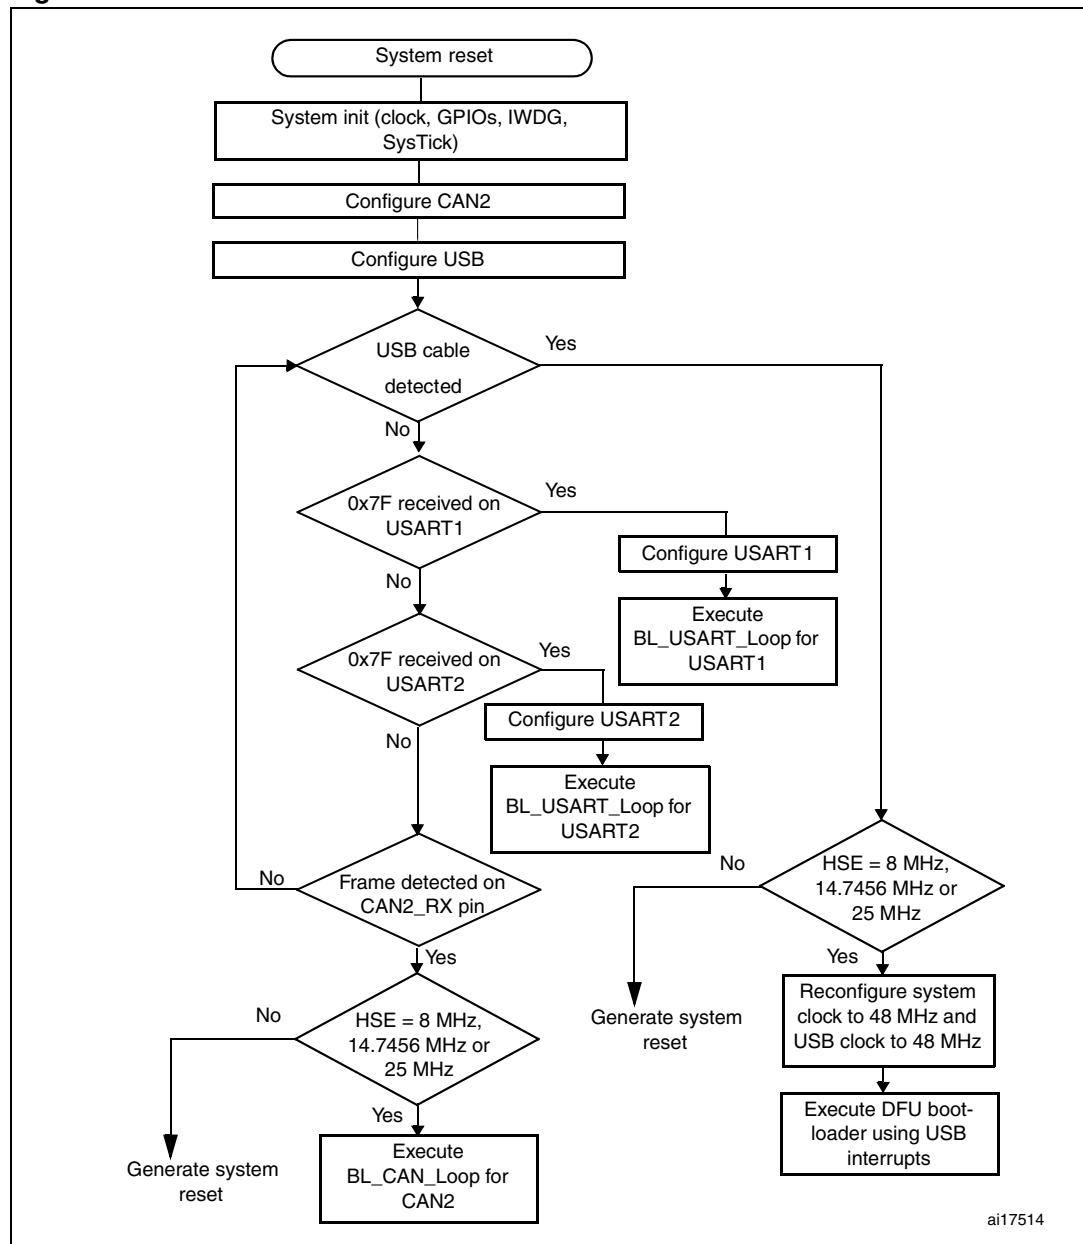 System reset
System init (clock, GPIOs, IWDG,
SysTick)
Configure CAN2
Configure USB
USB cable
detected
Yes
No
0x7F received on
USART1
Yes
Configure USART1
No
Execute
BL_USART_Loop for
USART1
0x7F received on
USART2
Yes
Configure USART2
No
Execute
BL_USART_Loop for
USART2
No
HSE = 8 MHz,
14.7456 MHz or
25 MHz
No
Frame detected on
CAN2_RX pin
Yes
Yes
Reconfigure system
clock to 48 MHz and
USB clock to 48 MHz
Generate system
reset
No
HSE = 8 MHz,
14.7456 MHz or
25 MHz
Yes
Execute DFU boot-
loader using USB
interrupts
Execute
BL_CAN_Loop for
CAN2
Generate system
reset
ai17514